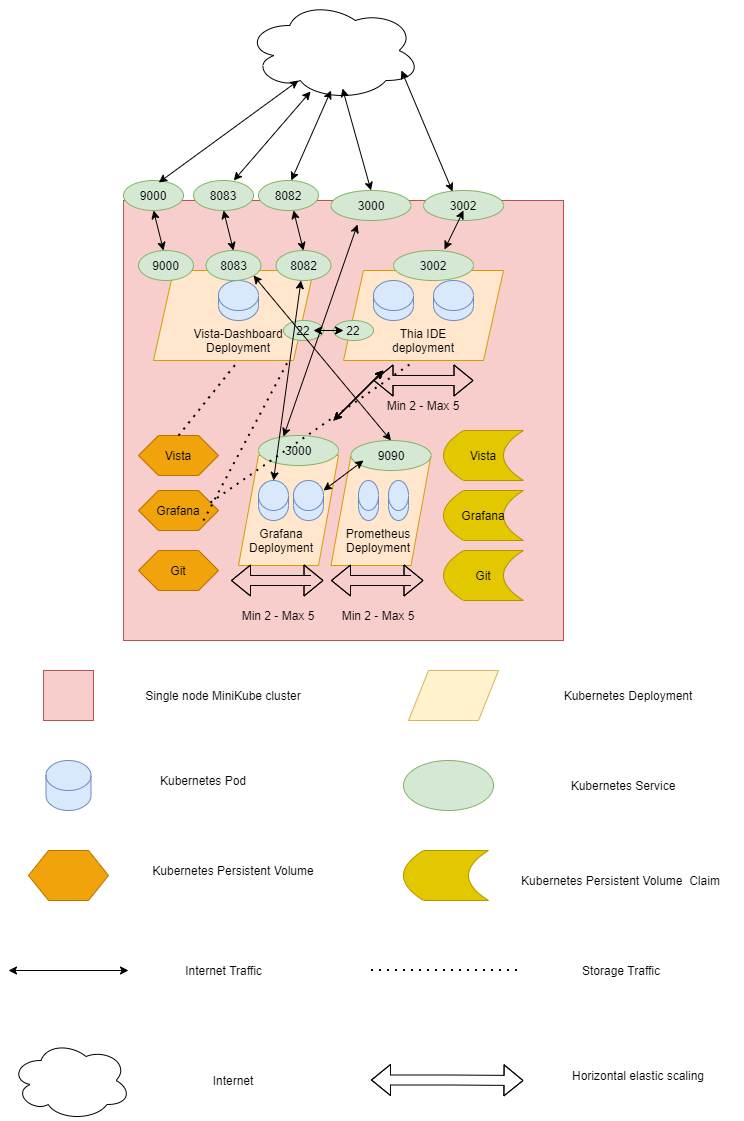 9000
8083
8082
3000
3002
9000
8083
8082
3002
Vista-Dashboard
Deployment
22
22
Thia IDE
deployment
Min 2 - Max 5
Vista
3000
9090
Vista
Grafana
Grafana
Grafana
Deployment
Prometheus
Deployment
Git
Git
Min 2 - Max 5
Min 2 - Max 5
Single node MiniKube cluster
Kubernetes Deployment
Kubernetes Pod
Kubernetes Service
Kubernetes Persistent Volume
Kubernetes Persistent Volume Claim
Internet Traffic
Storage Traffic
Internet
Horizontal elastic scaling